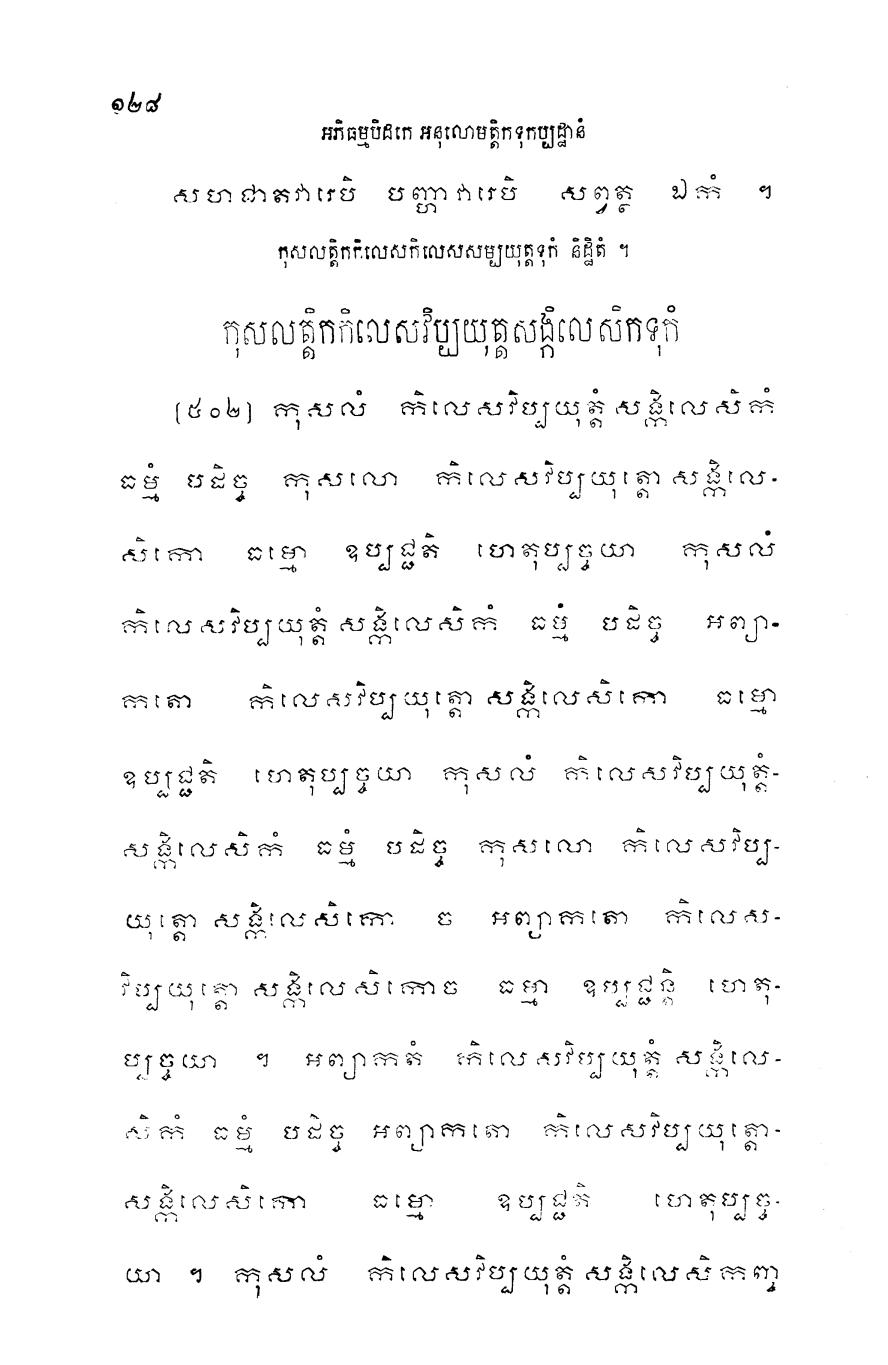 ១២៨
អភិធម្មបិដកេ អនុលោមត្តិកទុកប្បដ្ឋានំ
សហជាតវារេបិ បញ្ហាវារេបិ សព្វត្ថ ឯកំ ។
កុសលត្តិកកិលេសកិលេសសម្បយុត្តទុកំ និដ្ឋិតំ ។
កុសលត្តិកកិលេសវិប្បយុត្តសង្កិលេសិកទុកំ
[៥០២] កុសលំ កិលេសវិប្បយុត្តំ សង្កិលេសិកំ
ធម្មំ បដិច្ច កុសលោ កិលេសវិប្បយុត្តោ សង្កិលេ-
សិកោ ធម្មោ ឧប្បជ្ជតិ ហេតុប្បច្ចយា កុសលំ
កិលេសវិប្បយុត្តំ សង្កិលេសិកំ ធម្មំ បដិច្ច អព្យា-
កតោ កិលេសវិប្បយុត្តោ សង្កិលេសិកោ ធម្មោ
ឧប្បជ្ជតិ ហេតុប្បច្ចយា កុសលំ កិលេសវិប្បយុត្តំ-
សង្កិលេសិកំ ធម្មំ បដិច្ច កុសលោ កិលេសវិប្ប-
យុត្តោ សង្កិលេសិកោ ច អព្យាកតោ កិលេស-
វិប្បយុត្តោ សង្កិលេសិកោច ធម្មា ឧប្បជ្ជន្តិ ហេតុ-
ប្បច្ចយា ។ អព្យាកតំ កិលេសវិប្បយុត្តំ សង្កិលេ-
សិកំ ធម្មំ បដិច្ច អព្យាកតោ កិលេសវិប្បយុត្តោ-
សង្កិលេសិកោ ធម្មោ ឧប្បជ្ជតិ ហេតុប្បច្ច-
យា ។ កុសលំ កិលេសវិប្បយុត្តំ សង្កិលេសិកញ្ច